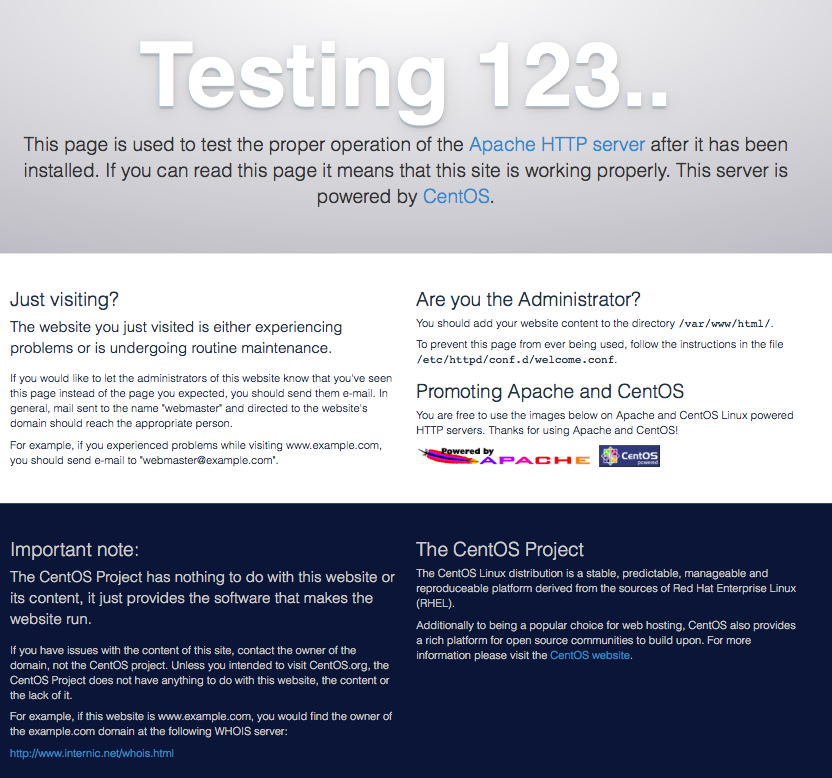 Testing 123..
This page is used to test the proper operation of the Apache HTTP server after it has been
installed. If you can read this page it means that this site is working properly. This server is
powered by CentOS.
Just visiting?
The website you just visited is either experiencing
problems or is undergoing routine maintenance.
If you would like to let the administrators of this website know that you've seen
this page instead of the page you expected, you should send them e-mail. In
general, mail sent to the name "webmaster" and directed to the website's
domain should reach the appropriate person.
For example, if you experienced problems while visiting www.example.com,
you should send e-mail to "webmaster@example.com".
Are you the Administrator?
You should add your website content to the directory /var/www/html/.
To prevent this page from ever being used, follow the instructions in the file
/etc/httpd/conf.d/welcome.conf.
Promoting Apache and CentOS
You are free to use the images below on Apache and CentOS Linux powered
HTTP servers. Thanks for using Apache and CentOS!
Powered by
APACHE
CentOS
powered
Important note:
The CentOS Project has nothing to do with this website or
its content, it just provides the software that makes the
website run.
If you have issues with the content of this site, contact the owner of the
domain, not the CentOS project. Unless you intended to visit CentOS.org, the
CentOS Project does not have anything to do with this website, the content or
the lack of it.
For example, if this website is www.example.com, you would find the owner of
the example.com domain at the following WHOIS server:
http://www.internic.net/whois.html
The CentOS Project
The CentOS Linux distribution is a stable, predictable, manageable and
reproduceable platform derived from the sources of Red Hat Enterprise Linux
(RHEL).
Additionally to being a popular choice for web hosting, CentOS also provides
a rich platform for open source communities to build upon. For more
information please visit the CentOS website.